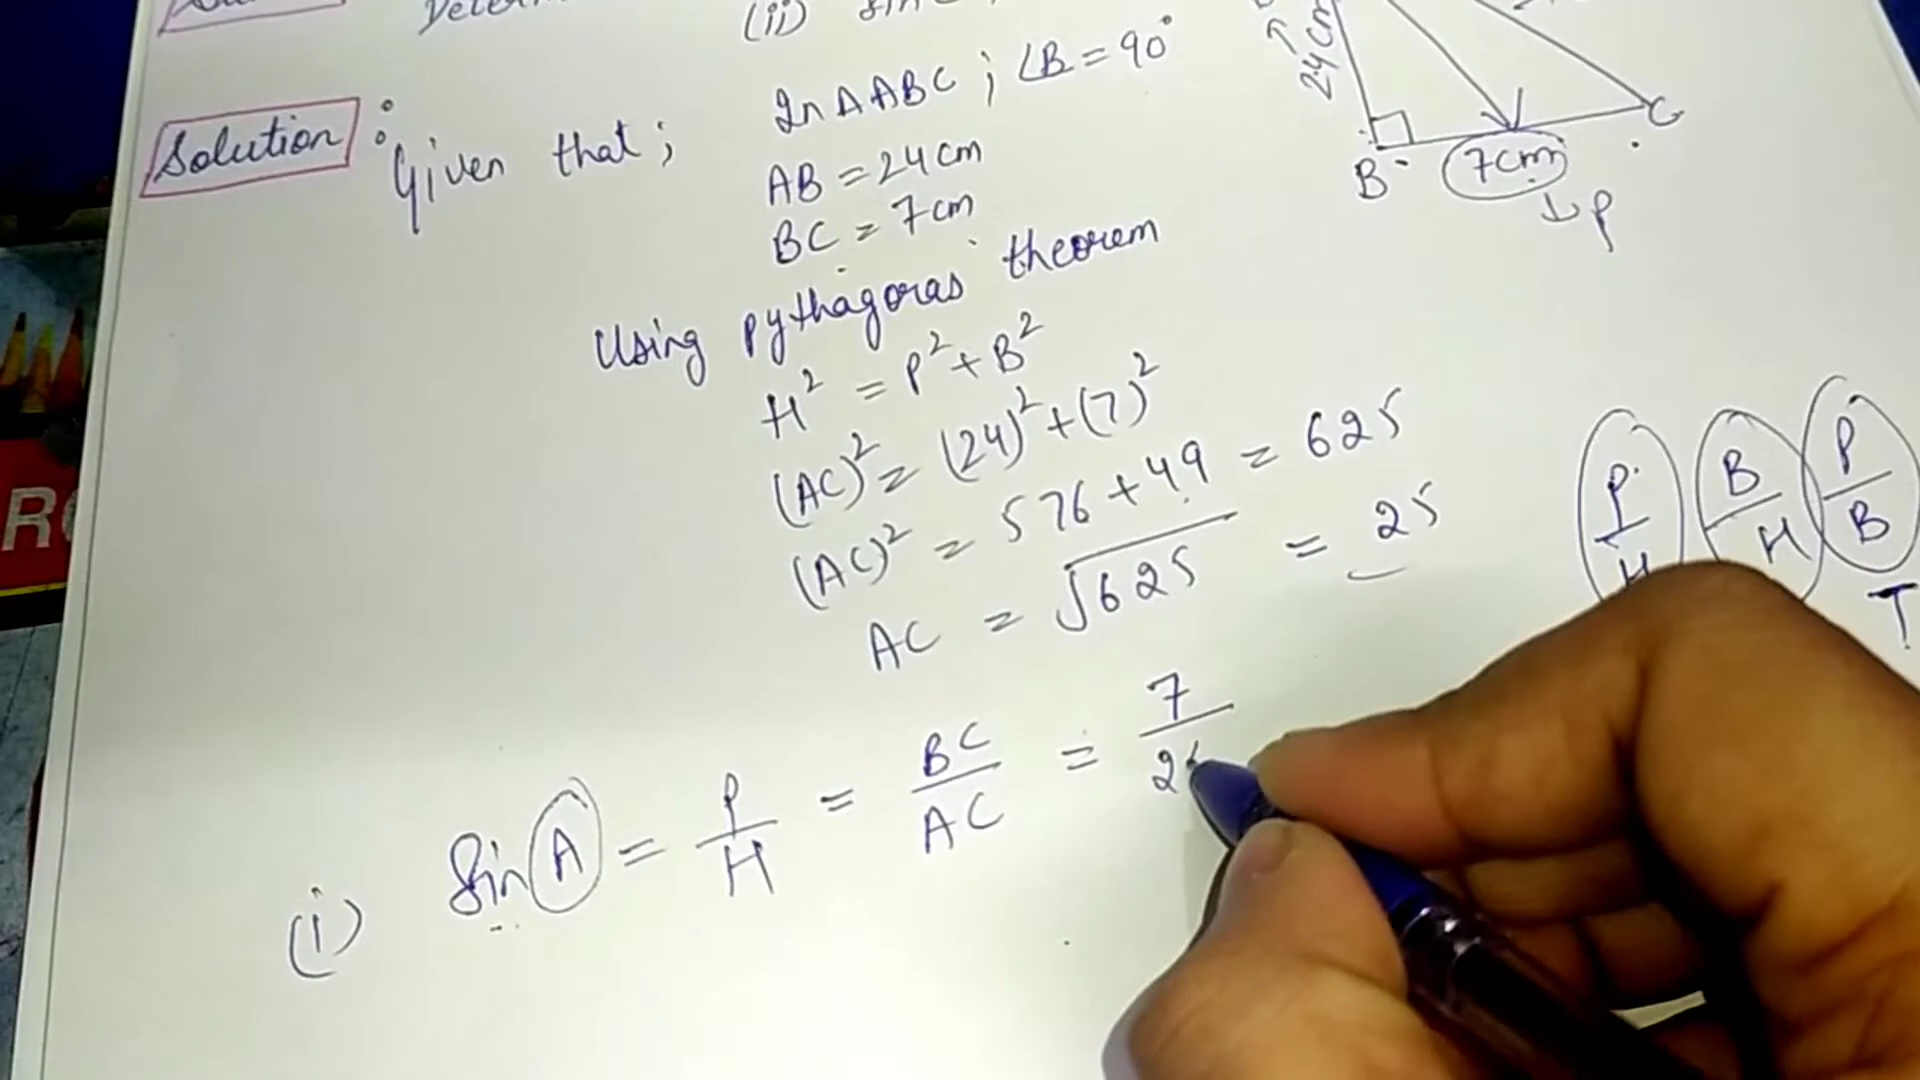 (ii)
Solution : Given that ; In Δ ABC ; ∠B = 90°
AB = 24 cm
BC = 7 cm
24 cm
B
7cm
C
↓ P
Using pythagoras theorem
H² = P² + B²
(AC)² = (24)² + (7)²
(AC)² = 576 + 49 = 625
AC = √625 = 25
P/H B/H P/B
T
(i) Sin A = P/H = BC/AC = 7/2
R